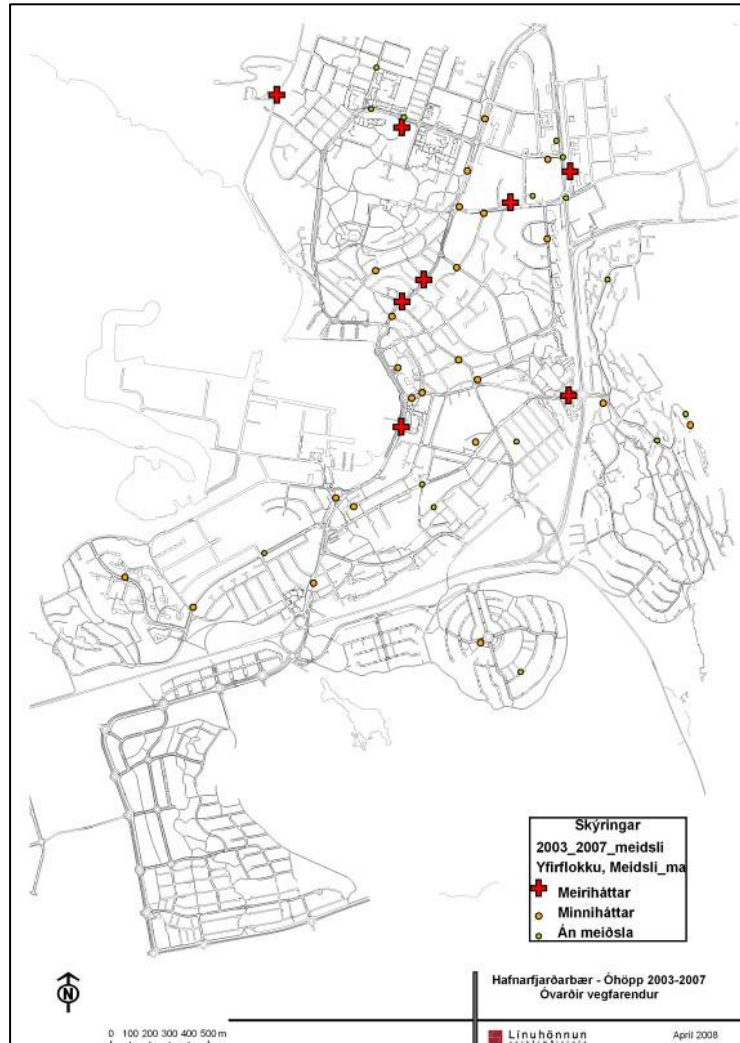 Skýringar
2003_2007_meidsli
Yfirflokku, Meidsli_ma
Meiriháttar
Minniháttar
Án meiðsla
N
Hafnarfjarðarbær - Óhöpp 2003-2007
Óvarðir vegfarendur
0 100 200 300 400 500 m
Línuhönnun
Apríl 2008